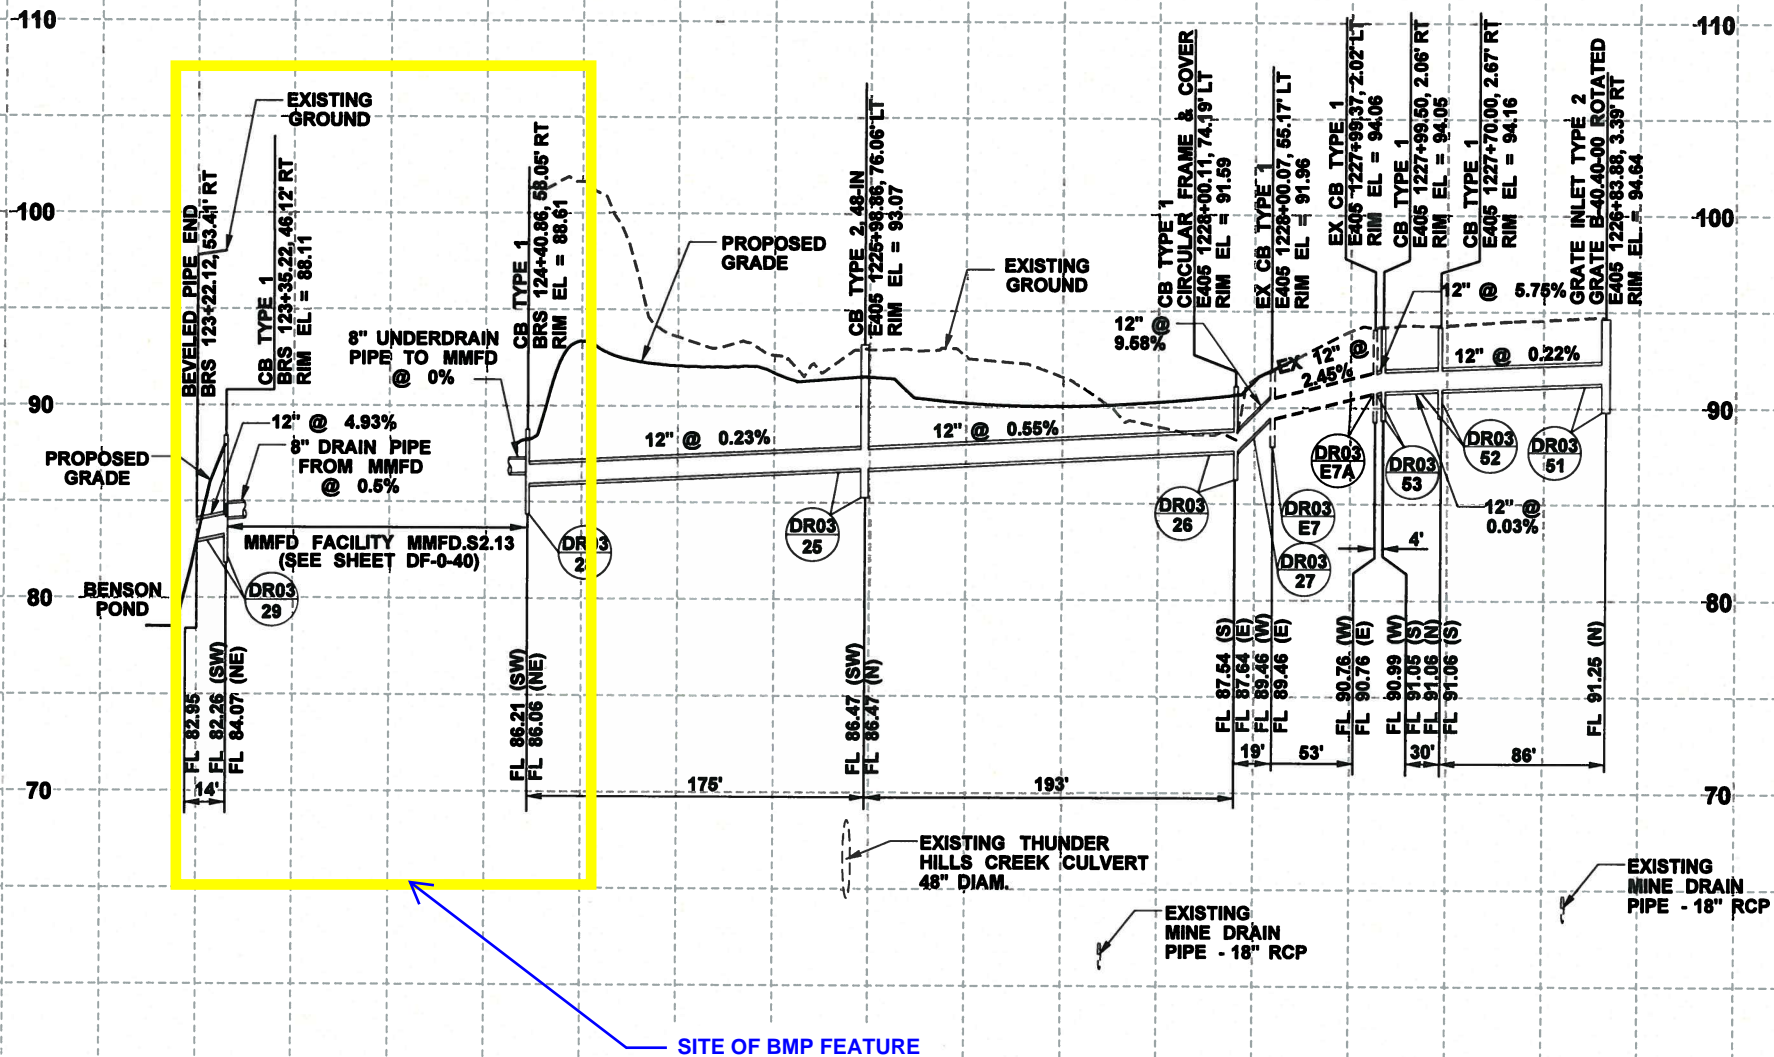 110
110
100
100
90
90
80
80
70
70
EXISTING
GROUND
BEVELED PIPE END
BRS 123+22.12, 53.41' RT
CB TYPE 1
BRS 123+35.22, 46.12' RT
RIM EL = 88.11
8" UNDERDRAIN
PIPE TO MMFD
@ 0%
CB TYPE 1
BRS 124+40.86, 58.05' RT
RIM EL = 88.61
PROPOSED
GRADE
CB TYPE 2, 48-IN
E405 1225+98.86, 76.06' LT
RIM EL = 93.07
EXISTING
GROUND
CB TYPE 1
CIRCULAR FRAME & COVER
E405 1228+00.11, 74.19' LT
RIM EL = 91.59
EX CB TYPE 1
E405 1228+00.07, 55.17' LT
RIM EL = 91.96
EX CB TYPE 1
E405 1227+99.37, 2.02' LT
RIM EL = 94.06
CB TYPE 1
E405 1227+99.50, 2.06' RT
RIM EL = 94.05
CB TYPE 1
E405 1227+70.00, 2.67' RT
RIM EL = 94.16
GRATE INLET TYPE 2
GRATE B-40.40-00 ROTATED
E405 1226+83.88, 3.39' RT
RIM EL = 94.64
12" @
9.58%
EX 12" @
2.45%
12" @ 5.75%
12" @ 0.22%
12" @ 4.93%
8" DRAIN PIPE
FROM MMFD
@ 0.5%
PROPOSED
GRADE
12" @ 0.23%
12" @ 0.55%
MMFD FACILITY MMFD.S2.13
(SEE SHEET DF-0-40)
BENSON
POND
DR03
29
DR03
DR03
25
DR03
26
DR03
E7
DR03
27
DR03
E7A
DR03
53
DR03
52
DR03
51
12" @
0.03%
4'
FL 82.95
FL 82.26 (SW)
FL 84.07 (NE)
FL 86.21 (SW)
FL 86.06 (NE)
FL 86.47 (SW)
FL 86.47 (N)
FL 87.54 (S)
FL 87.64 (E)
FL 89.46 (W)
FL 89.46 (E)
FL 90.76 (W)
FL 90.76 (E)
FL 90.99 (W)
FL 91.05 (S)
FL 91.06 (N)
FL 91.06 (S)
FL 91.25 (N)
14'
175'
193'
19'
53'
30'
86'
EXISTING THUNDER
HILLS CREEK CULVERT
48" DIAM.
EXISTING
MINE DRAIN
PIPE - 18" RCP
EXISTING
MINE DRAIN
PIPE - 18" RCP
SITE OF BMP FEATURE